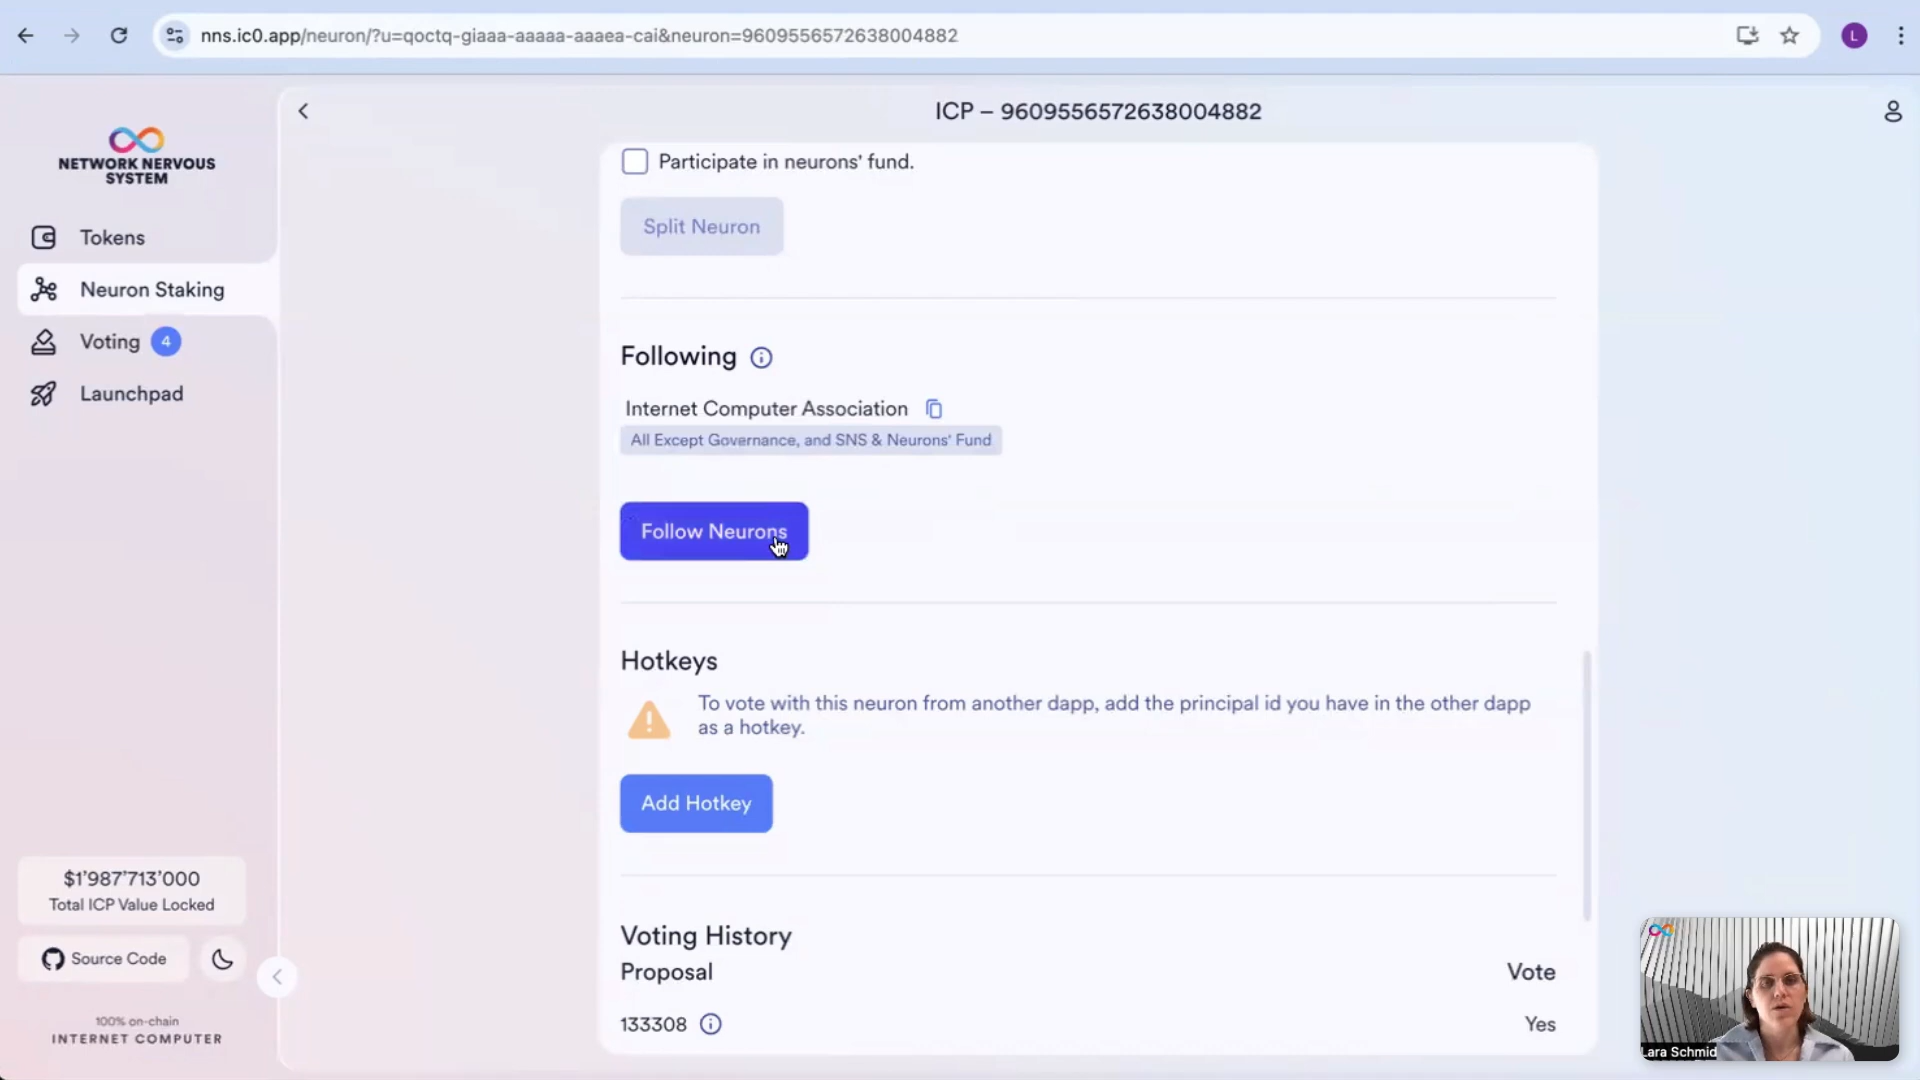 nns.ic0.app/neuron/?u=qoctq-giaaa-aaaaa-aaaea-cai&neuron=9609556572638004882
L
ICP – 9609556572638004882
NETWORK NERVOUS
SYSTEM
Tokens
Neuron Staking
Voting 4
Launchpad
$1’987’713’000
Total ICP Value Locked
Source Code
100% on-chain
INTERNET COMPUTER
Participate in neurons' fund.
Split Neuron
Following
Internet Computer Association
All Except Governance, and SNS & Neurons' Fund
Follow Neurons
Hotkeys
To vote with this neuron from another dapp, add the principal id you have in the other dapp
as a hotkey.
Add Hotkey
Voting History
Proposal Vote
133308 Yes
Lara Schmid